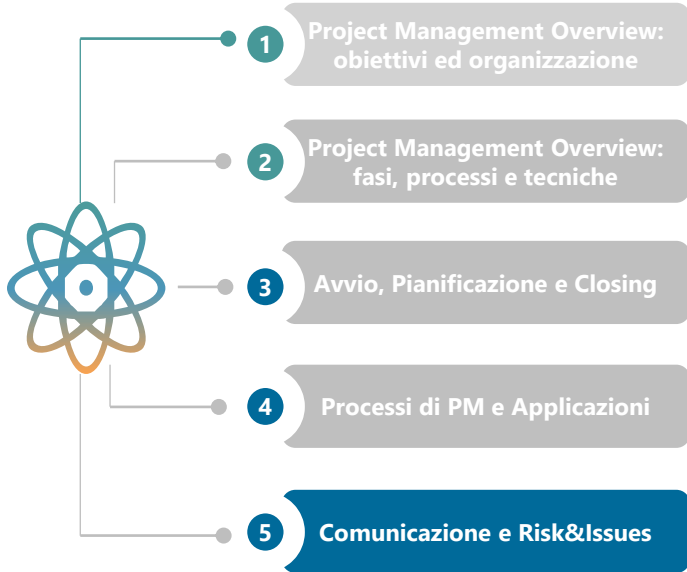 1
Project Management Overview:
obiettivi ed organizzazione
2
Project Management Overview:
fasi, processi e tecniche
3
Avvio, Pianificazione e Closing
4
Processi di PM e Applicazioni
5
Comunicazione e Risk&Issues